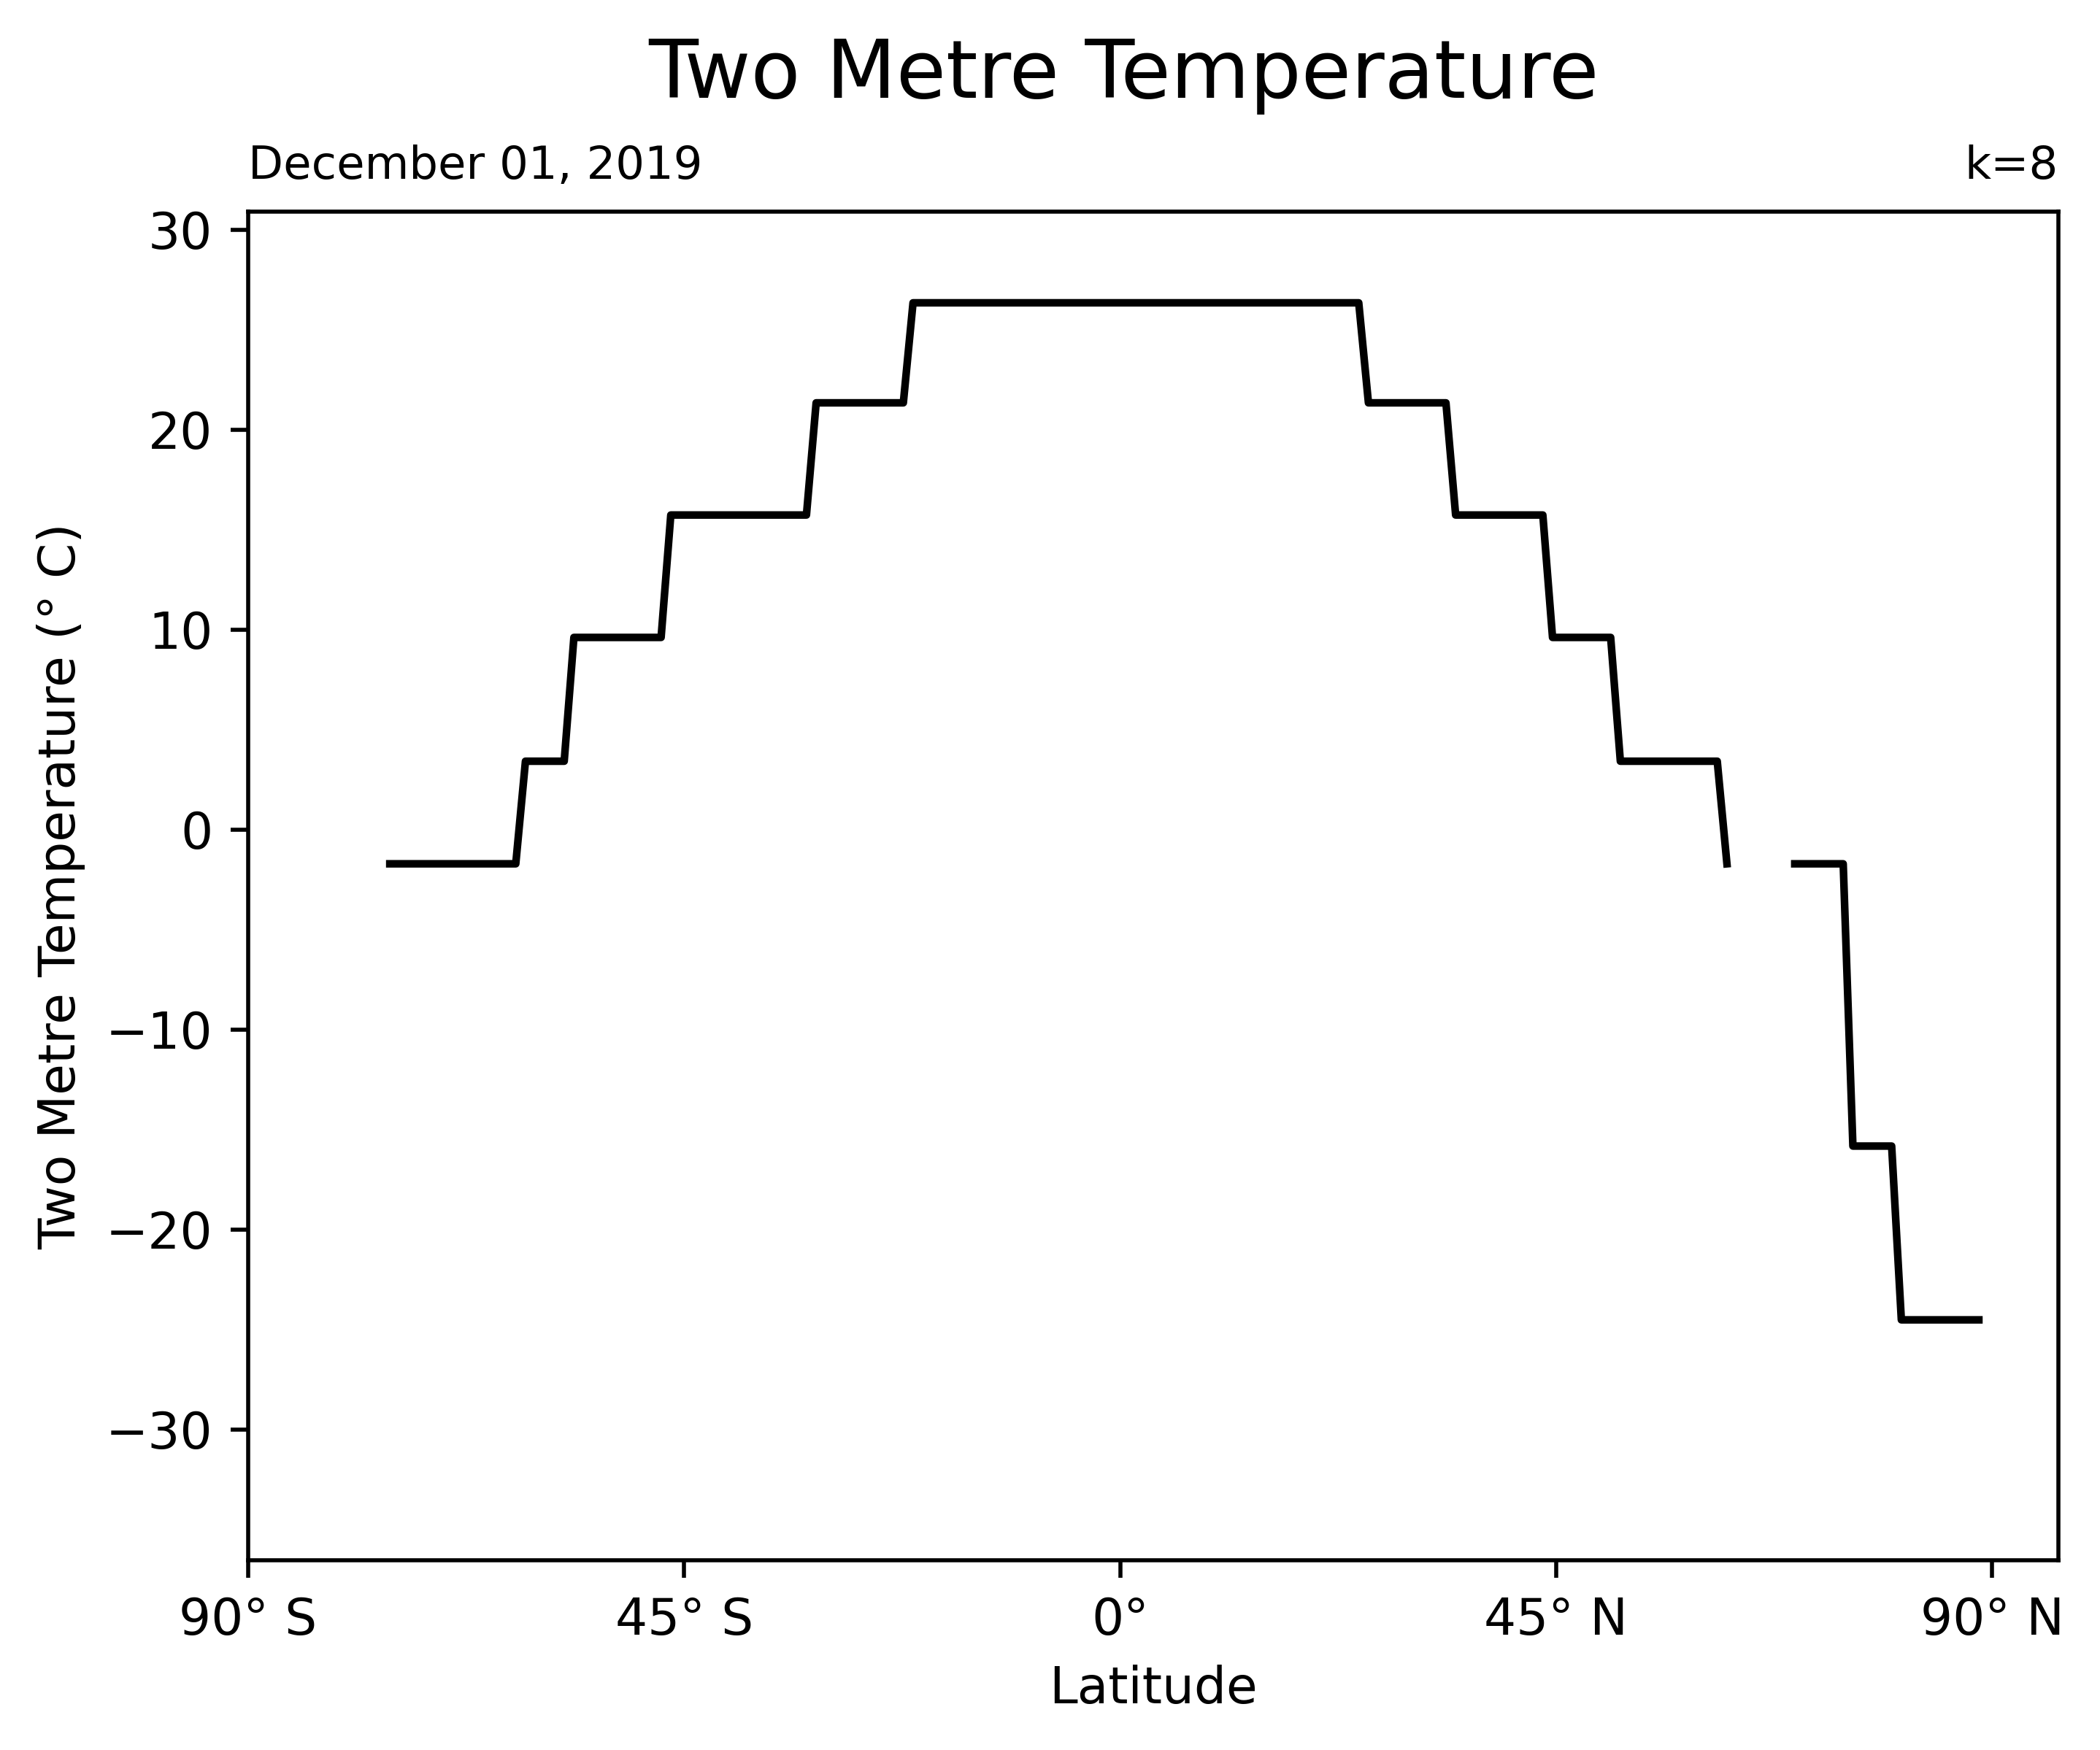 Two Metre Temperature
December 01, 2019
k=8
30
20
10
0
−10
−20
−30
Two Metre Temperature (° C)
90° S
45° S
0°
45° N
90° N
Latitude